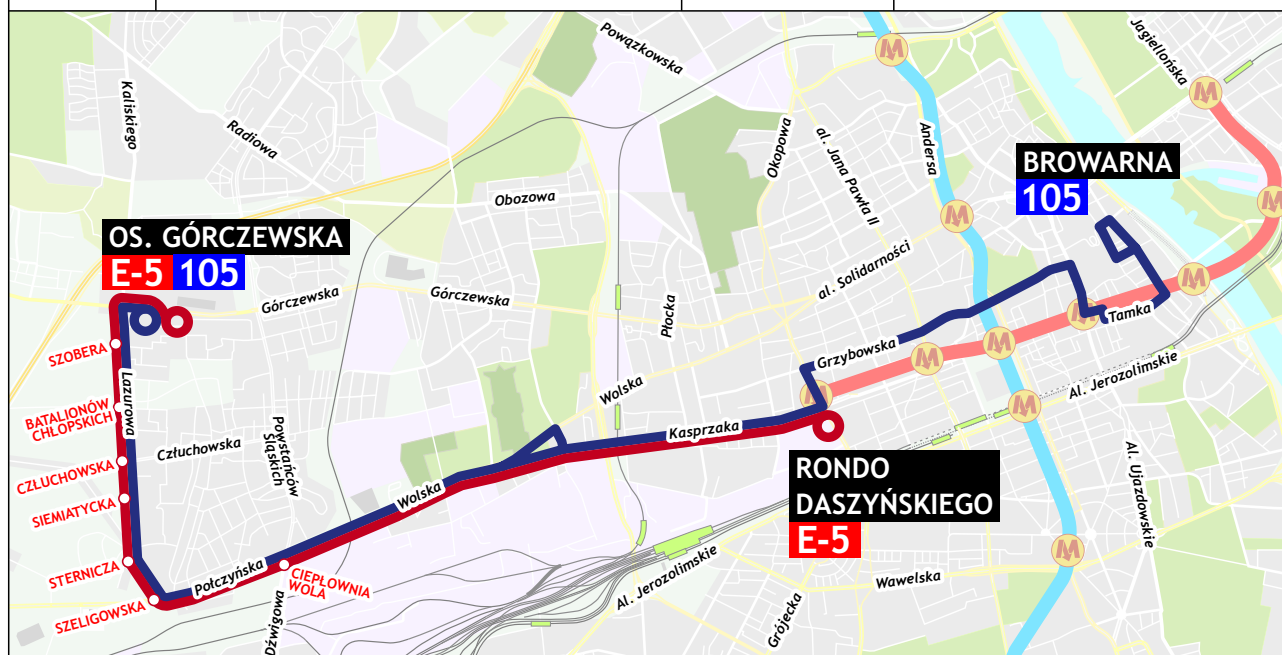 Powązkowska
Jagiellońska
Kaliskiego
Radiowa
Okopowa
al. Jana Pawła II
Andersa
BROWARNA
105
Obozowa
OS. GÓRCZEWSKA
E-5 105
Górczewska
Górczewska
al. Solidarności
Płocka
Tamka
Grzybowska
SZOBERA
Lazurowa
Wolska
Al. Jerozolimskie
BATALIONÓW
CHŁOPSKICH
Powstańców
Śląskich
Człuchowska
Kasprzaka
CZŁUCHOWSKA
SIEMIATYCKA
Wolska
RONDO
DASZYŃSKIEGO
E-5
Al. Ujazdowskie
STERNICZA
Połczyńska
CIEPŁOWNIA
WOLA
Al. Jerozolimskie
Wawelska
SZELIGOWSKA
Dźwigowa
Grójecka
M
M
M
M
M
M
M
M
M
M
M